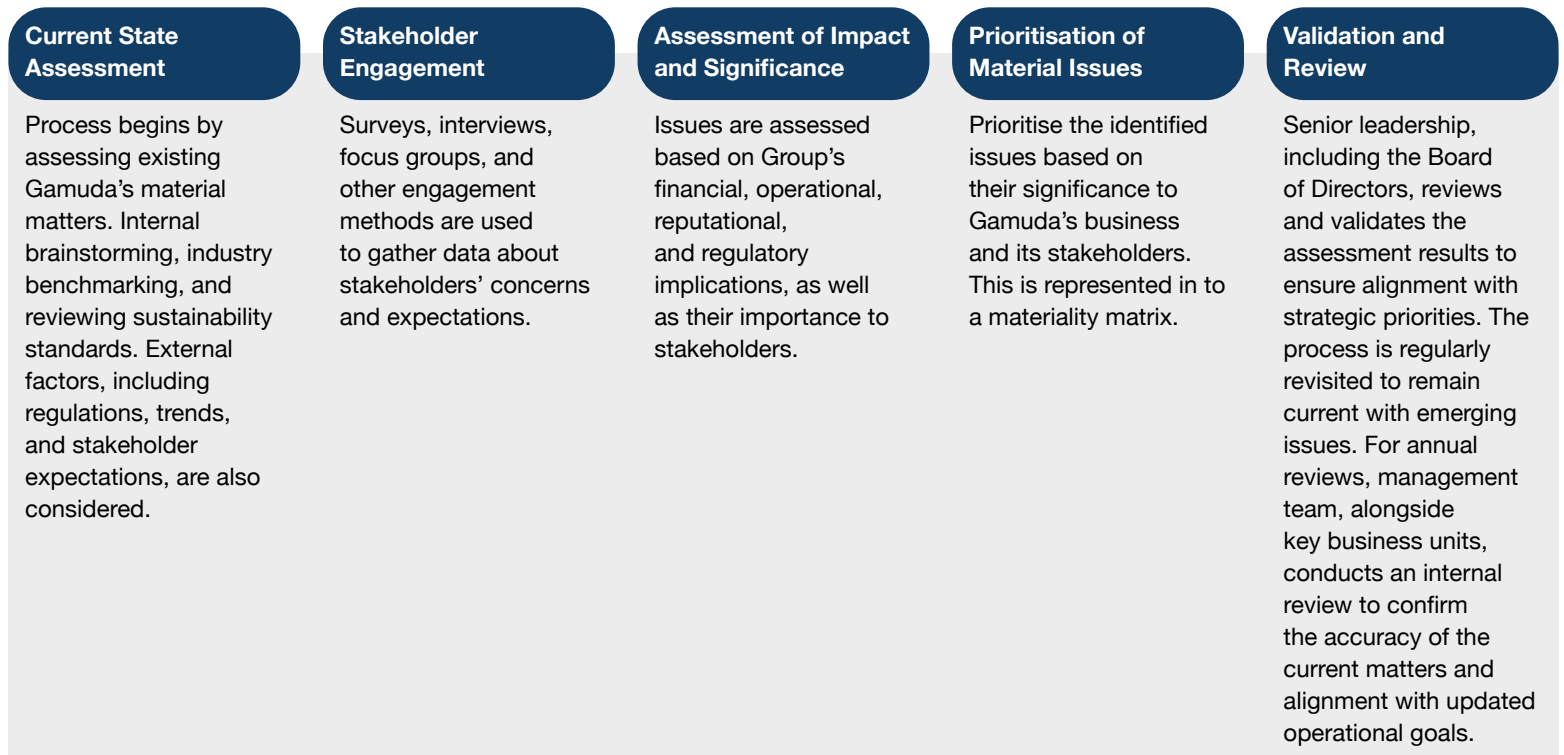 Current State
Assessment
Process begins by
assessing existing
Gamuda's material
matters. Internal
brainstorming, industry
benchmarking, and
reviewing sustainability
standards. External
factors, including
regulations, trends,
and stakeholder
expectations, are also
considered.
Stakeholder
Engagement
Surveys, interviews,
focus groups, and
other engagement
methods are used
to gather data about
stakeholders' concerns
and expectations.
Assessment of Impact
and Significance
Issues are assessed
based on Group's
financial, operational,
reputational,
and regulatory
implications, as well
as their importance to
stakeholders.
Prioritisation of
Material Issues
Prioritise the identified
issues based on
their significance to
Gamuda's business
and its stakeholders.
This is represented in to
a materiality matrix.
Validation and
Review
Senior leadership,
including the Board
of Directors, reviews
and validates the
assessment results to
ensure alignment with
strategic priorities. The
process is regularly
revisited to remain
current with emerging
issues. For annual
reviews, management
team, alongside
key business units,
conducts an internal
review to confirm
the accuracy of the
current matters and
alignment with updated
operational goals.